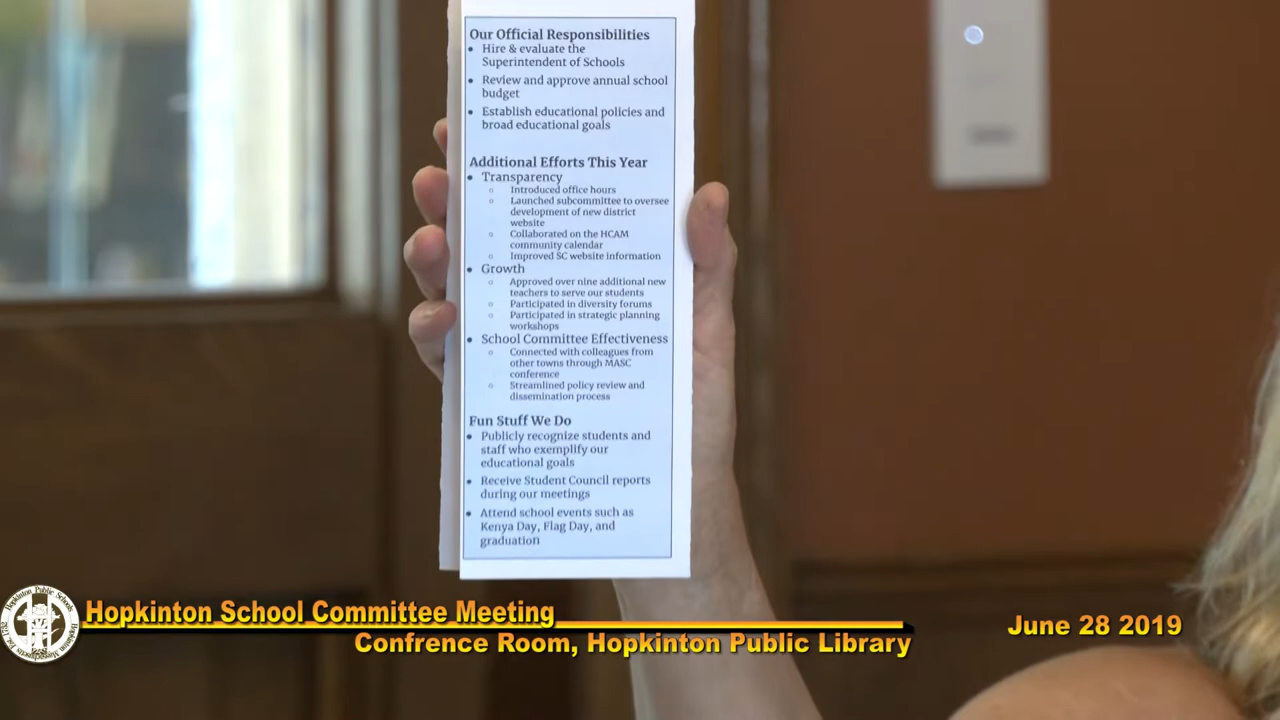 Our Official Responsibilities
• Hire & evaluate the
Superintendent of Schools
• Review and approve annual school
budget
• Establish educational policies and
broad educational goals
Additional Efforts This Year
• Transparency
○ Introduced office hours
○ Launched subcommittee to oversee
development of new district
website
○ Collaborated on the HCAM
community calendar
○ Improved SC website information
• Growth
○ Approved over nine additional new
teachers to serve our students
○ Participated in diversity forums
○ Participated in strategic planning
workshops
• School Committee Effectiveness
○ Connected with colleagues from
other towns through MASC
conference
○ Streamlined policy review and
dissemination process
Fun Stuff We Do
• Publicly recognize students and
staff who exemplify our
educational goals
• Receive Student Council reports
during our meetings
• Attend school events such as
Kenya Day, Flag Day, and
graduation
Hopkinton Public Schools
Hopkinton School Committee Meeting
Confrence Room, Hopkinton Public Library
June 28 2019